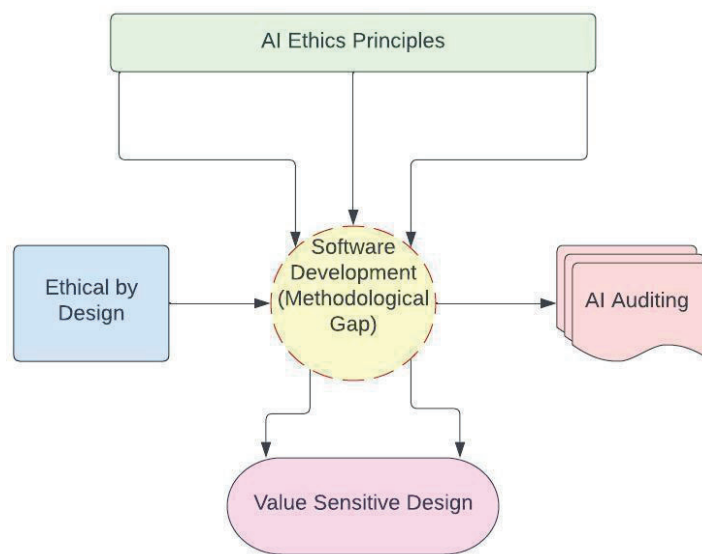 AI Ethics Principles
Software
Development
(Methodological
Gap)
Ethical by
Design
AI Auditing
Value Sensitive Design